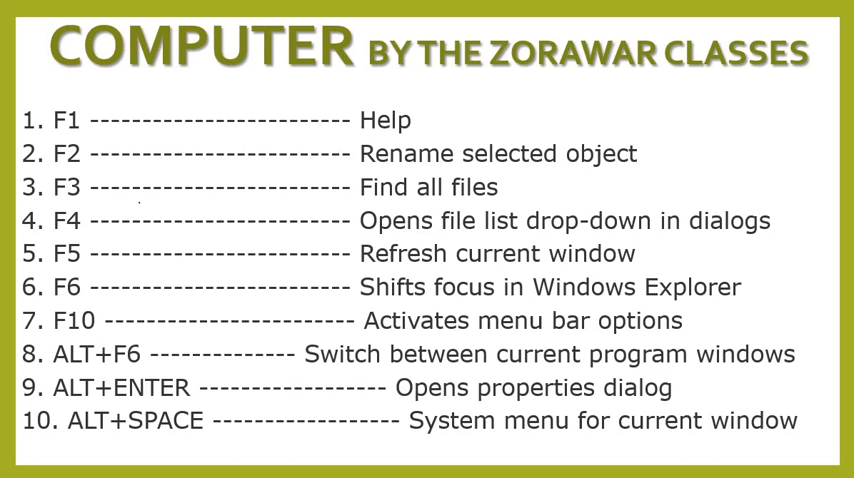 COMPUTER BY THE ZORAWAR CLASSES
1. F1 ------------------------- Help
2. F2 ------------------------- Rename selected object
3. F3 ------------------------- Find all files
4. F4 ------------------------- Opens file list drop-down in dialogs
5. F5 ------------------------- Refresh current window
6. F6 ------------------------- Shifts focus in Windows Explorer
7. F10 ------------------------ Activates menu bar options
8. ALT+F6 -------------- Switch between current program windows
9. ALT+ENTER ------------------ Opens properties dialog
10. ALT+SPACE ------------------ System menu for current window